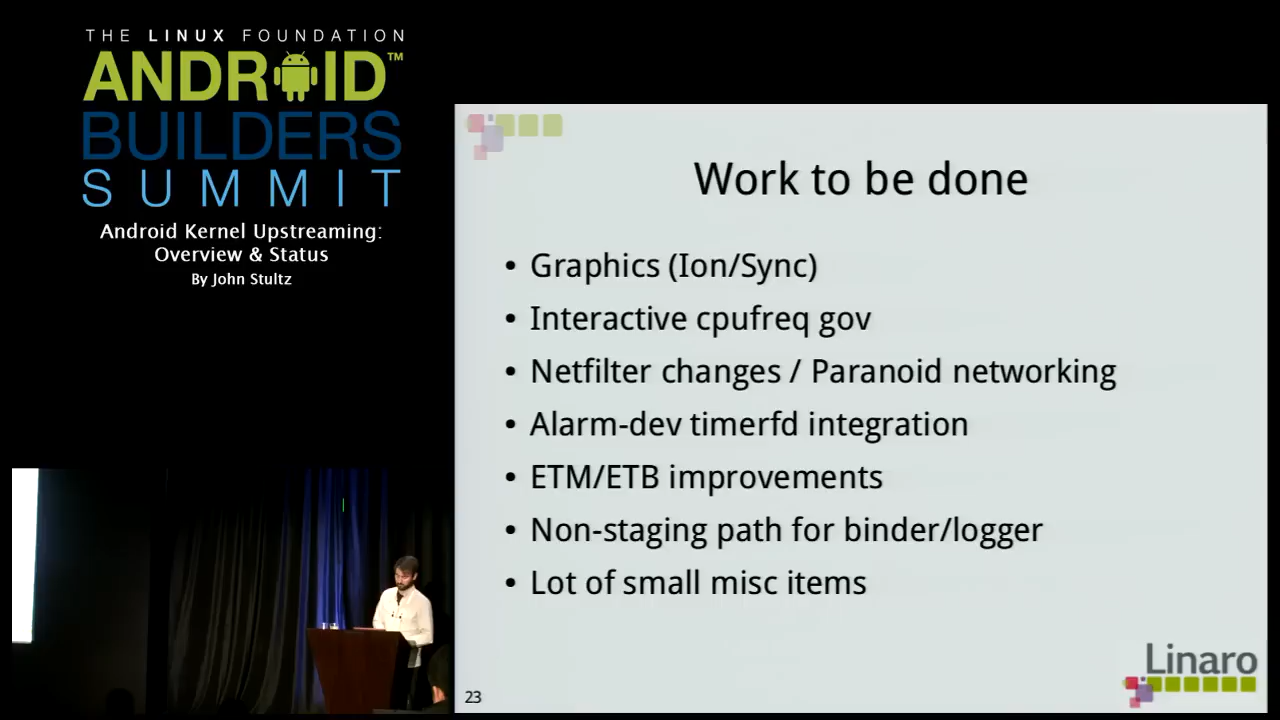 THE LINUX FOUNDATION
ANDROID™
BUILDERS
SUMMIT
Android Kernel Upstreaming:
Overview & Status
By John Stultz
Work to be done
• Graphics (Ion/Sync)
• Interactive cpufreq gov
• Netfilter changes / Paranoid networking
• Alarm-dev timerfd integration
• ETM/ETB improvements
• Non-staging path for binder/logger
• Lot of small misc items
Linaro
23